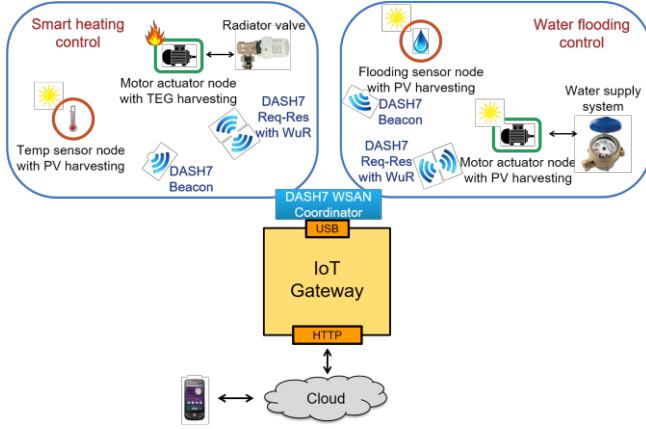 Smart heating
control
Radiator valve
Motor actuator node
with TEG harvesting
Temp sensor node
with PV harvesting
DASH7
Req-Res
with WuR
DASH7
Beacon
Water flooding
control
Flooding sensor node
with PV harvesting
DASH7
Beacon
Water supply
system
DASH7
Req-Res
with WuR
Motor actuator node
with PV harvesting
DASH7 WSAN
Coordinator
USB
IoT
Gateway
HTTP
Cloud